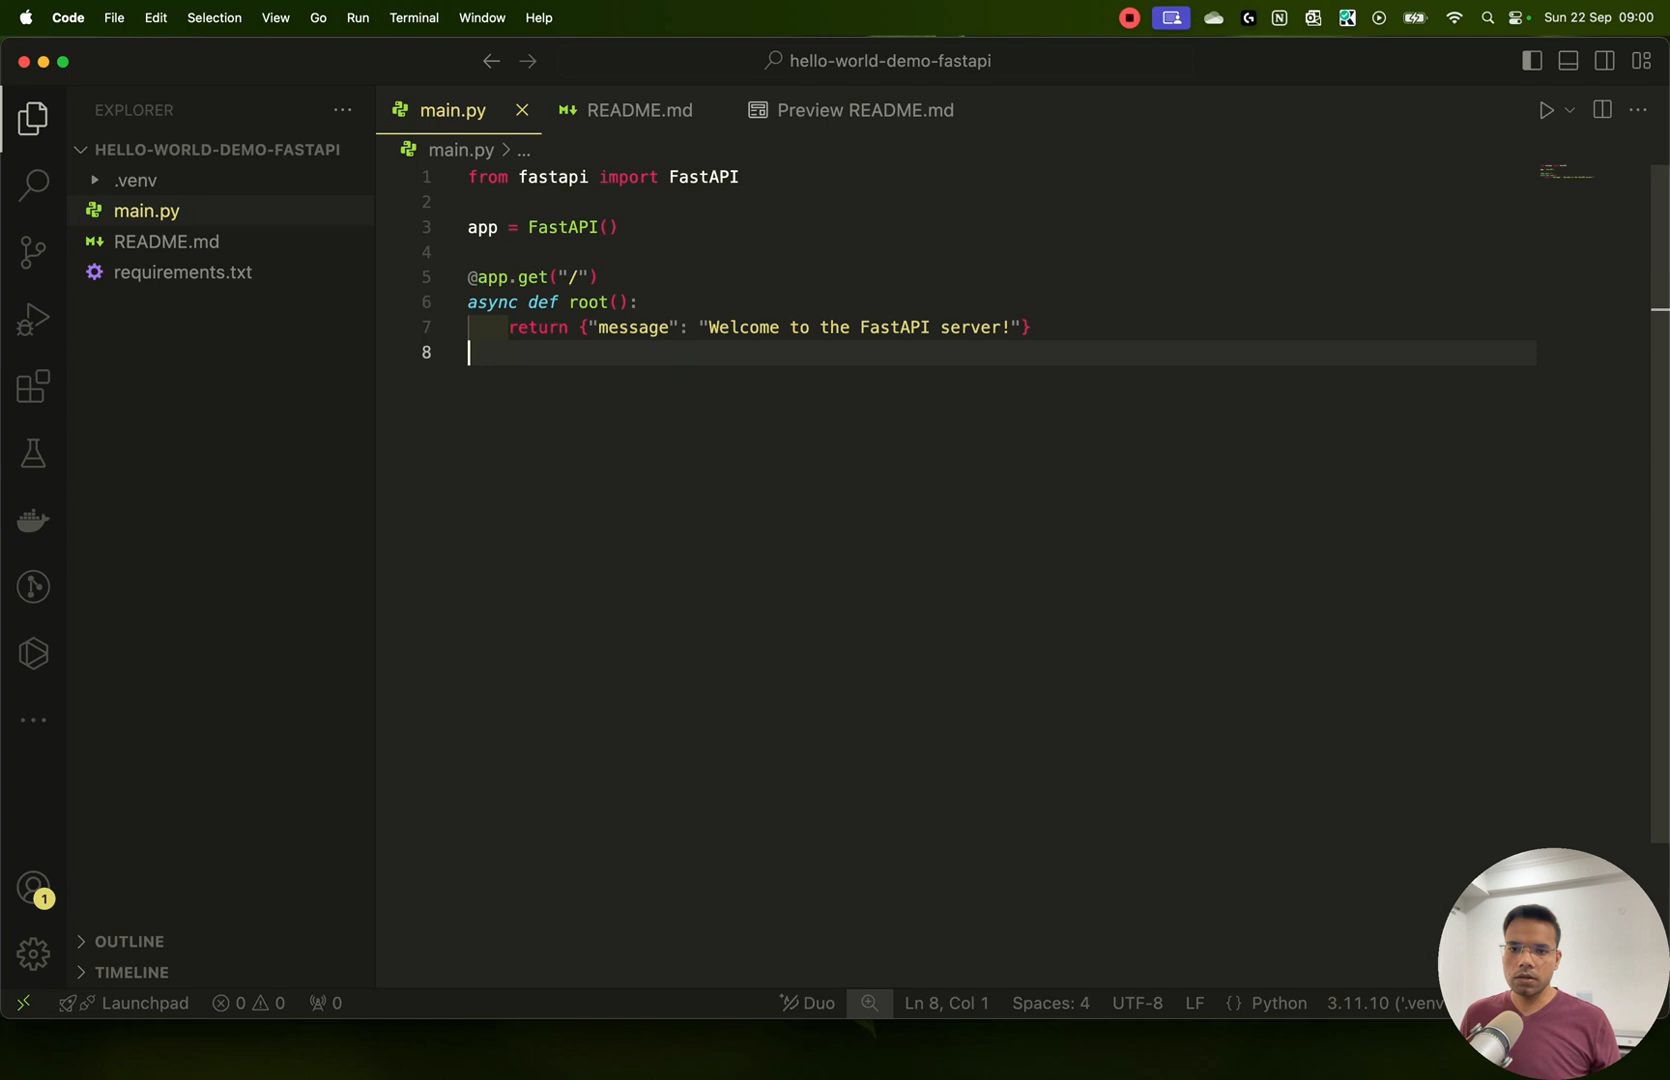 Code File Edit Selection View Go Run Terminal Window Help Sun 22 Sep 09:00
hello-world-demo-fastapi
EXPLORER ···
main.py README.md Preview README.md
HELLO-WORLD-DEMO-FASTAPI
main.py > ...
.venv
main.py
README.md
requirements.txt
1 from fastapi import FastAPI
2
3 app = FastAPI()
4
5 @app.get("/")
6 async def root():
7 return {"message": "Welcome to the FastAPI server!"}
8
1
OUTLINE
TIMELINE
Launchpad 0 0 0 Duo Ln 8, Col 1 Spaces: 4 UTF-8 LF {} Python 3.11.10 ('.venv